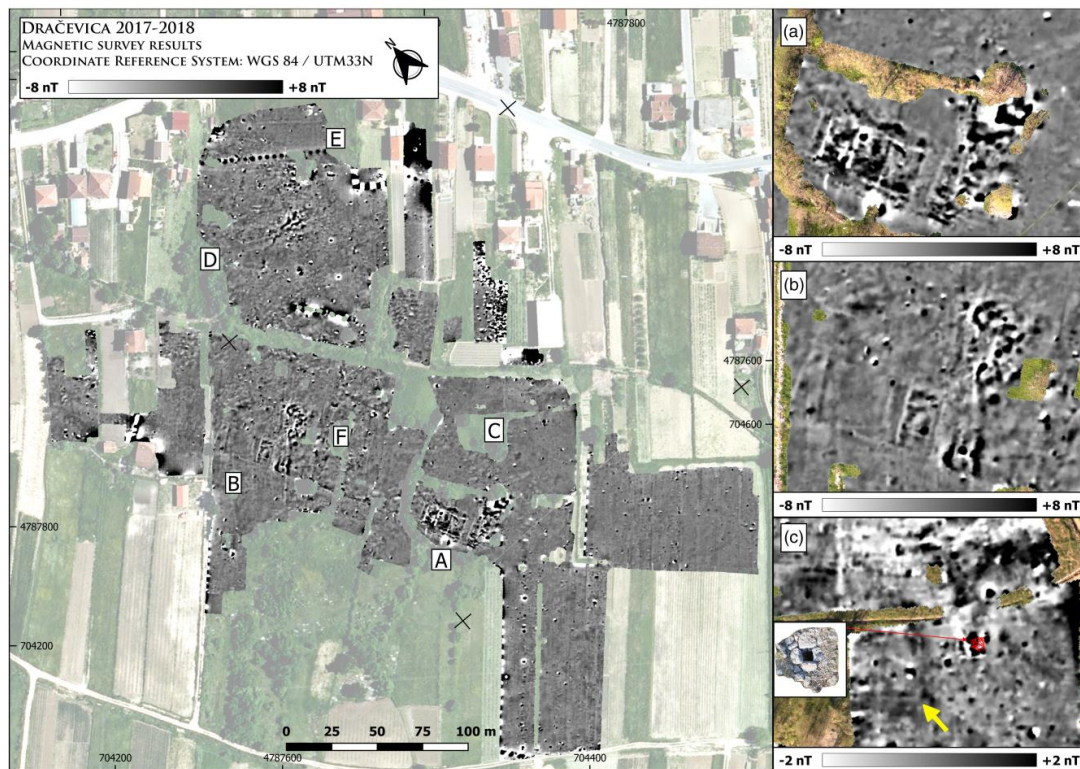 DRAČEVICA 2017-2018
MAGNETIC SURVEY RESULTS
COORDINATE REFERENCE SYSTEM: WGS 84 / UTM33N
N
-8 nT +8 nT
4787800
E
D
4787600
C
704600
F
B
4787800
A
704200
0 25 50 75 100 m
704200
4787600
704400
(a)
-8 nT +8 nT
(b)
-8 nT +8 nT
(c)
-2 nT +2 nT